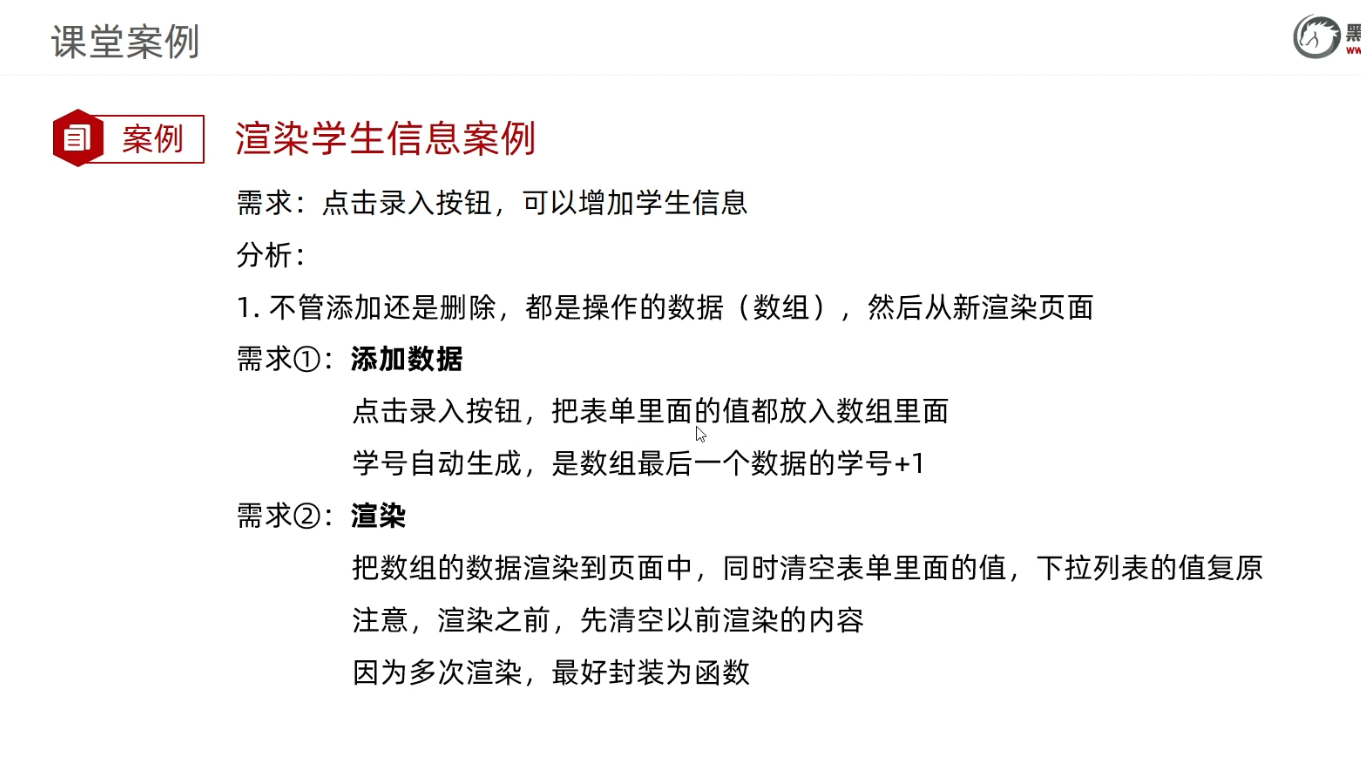 课堂案例
黑
ww
案例
渲染学生信息案例
需求：点击录入按钮，可以增加学生信息
分析：
1. 不管添加还是删除，都是操作的数据（数组），然后从新渲染页面
需求①：添加数据
点击录入按钮，把表单里面的值都放入数组里面
学号自动生成，是数组最后一个数据的学号+1
需求②：渲染
把数组的数据渲染到页面中，同时清空表单里面的值，下拉列表的值复原
注意，渲染之前，先清空以前渲染的内容
因为多次渲染，最好封装为函数